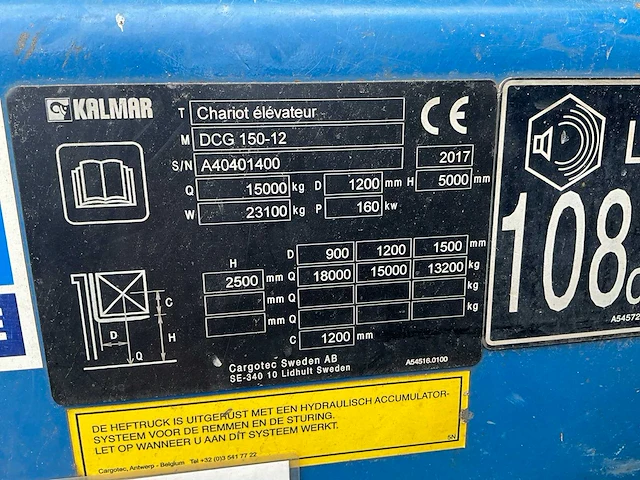 KALMAR
T Chariot élévateur
M DCG 150-12
CE
S/N A40401400 2017
Q 15000 kg D 1200 mm H 5000 mm
W 23100 kg P 160 kw
H D 900 1200 1500 mm
2500 mm Q 18000 15000 13200 kg
mm Q kg
mm Q kg
C 1200 mm
C
D H
Q
Cargotec Sweden AB
SE-340 10 Lidhult Sweden
A54516.0100
L
108
A54572
E
DE HEFTRUCK IS UITGERUST MET EEN HYDRAULISCH ACCUMULATOR-
SYSTEEM VOOR DE REMMEN EN DE STURING.
LET OP WANNEER U AAN DIT SYSTEEM WERKT.
5N
Cargotec, Antwerp - Belgium Tel +32 (0)3 541 77 22